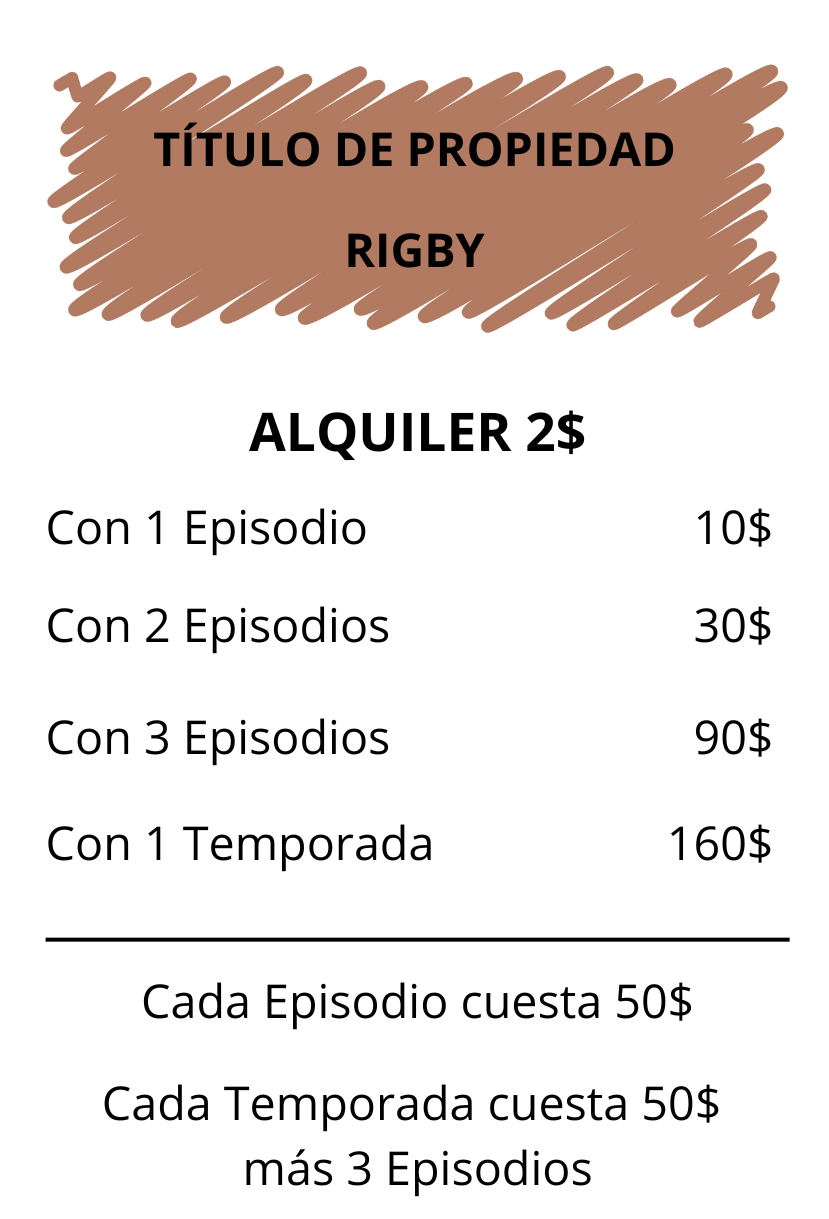 TÍTULO DE PROPIEDAD
RIGBY
ALQUILER 2$
Con 1 Episodio 10$
Con 2 Episodios 30$
Con 3 Episodios 90$
Con 1 Temporada 160$
Cada Episodio cuesta 50$
Cada Temporada cuesta 50$
más 3 Episodios